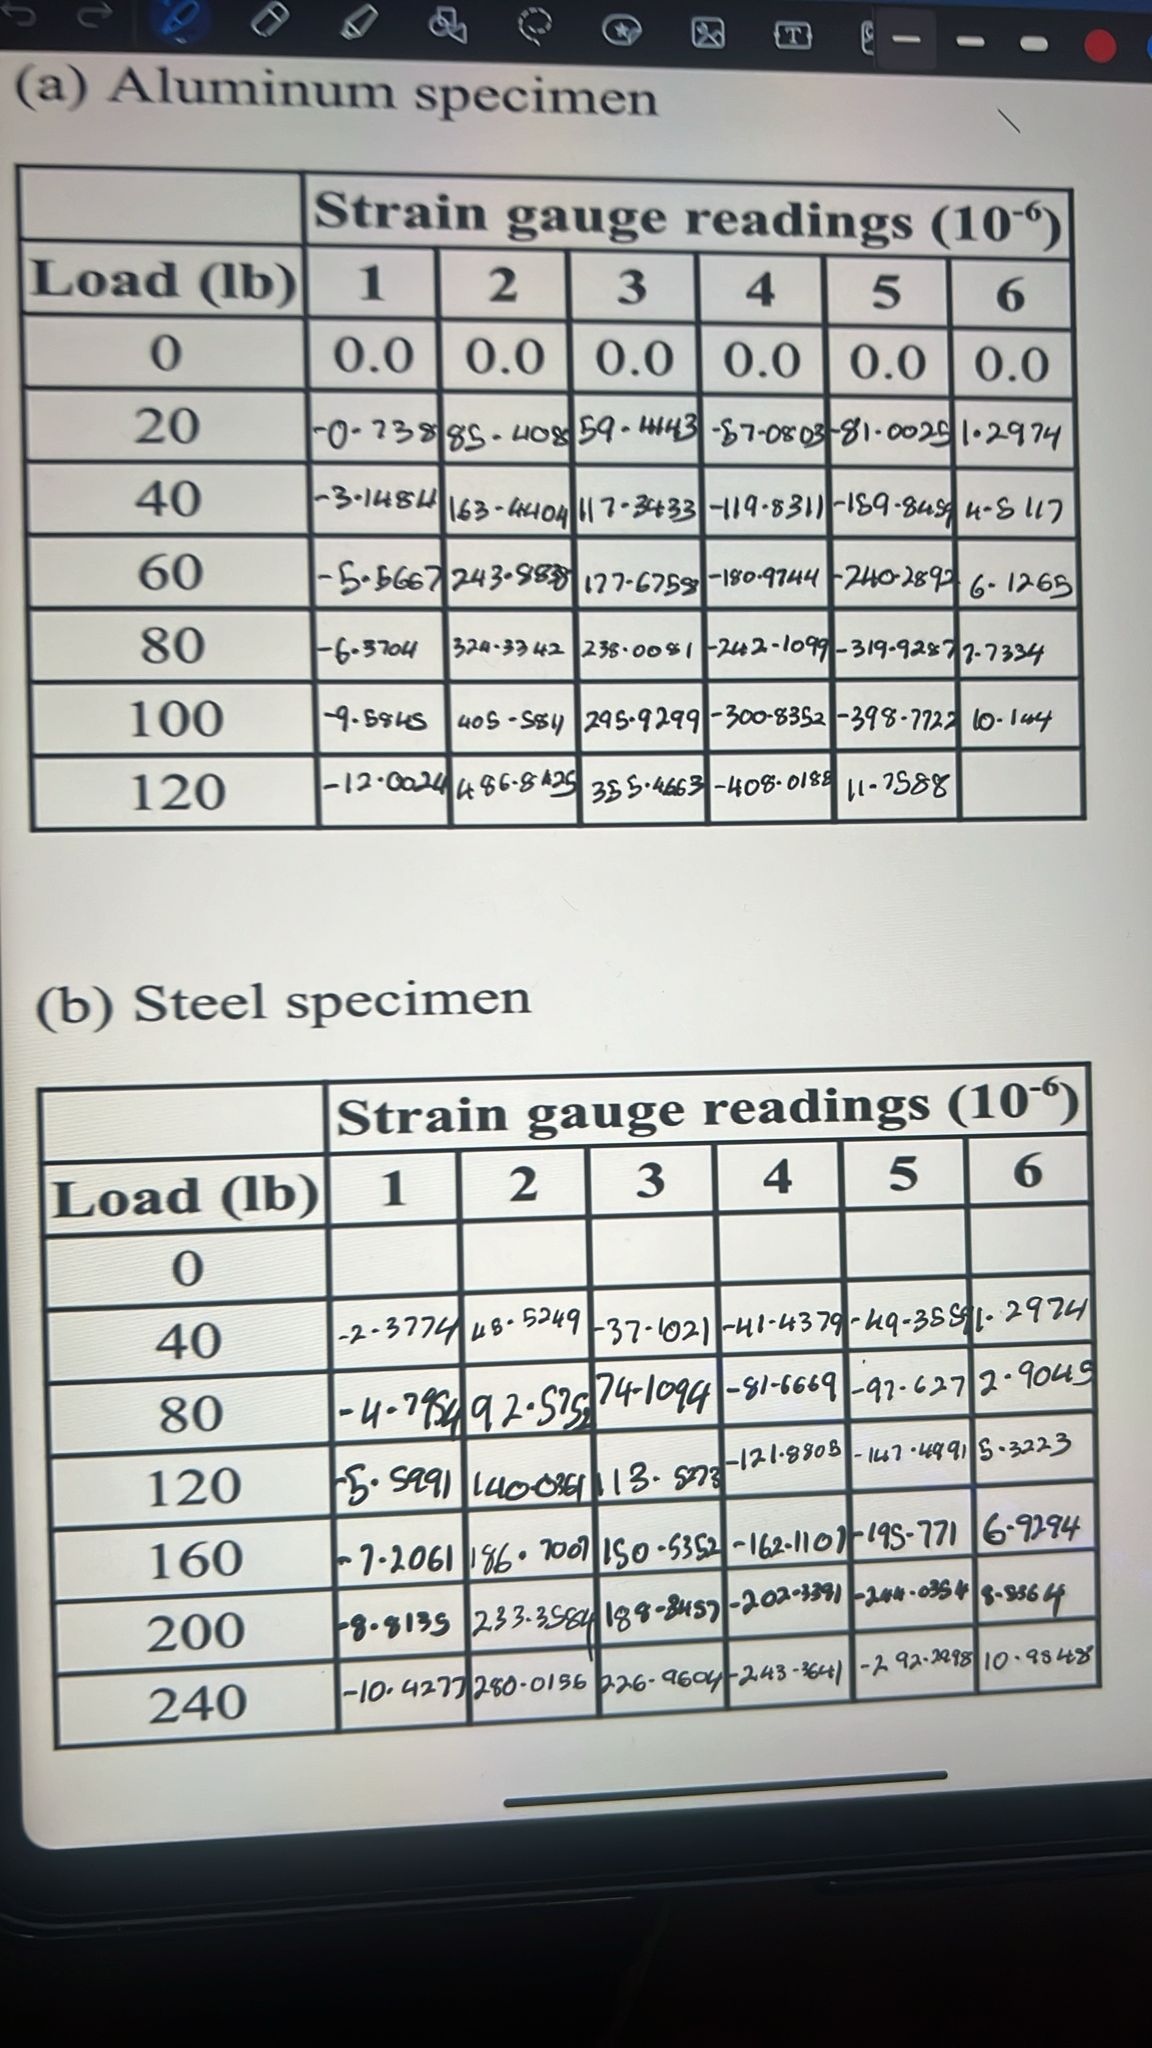 (a) Aluminum specimen
Strain gauge readings (10-6)
Load (lb) 1 2 3 4 5 6
0 0.0 0.0 0.0 0.0 0.0 0.0
20 -0.738 85.408 59.4143 -57.0803 -81.0025 1.2974
40 -3.1484 163.4404 117.3433 -119.8311 -159.8459 4.5117
60 -5.5667 243.8838 177.6758 -180.9744 -240.2892 6.1265
80 -6.3704 324.3342 238.0081 -242.1099 -319.9287 7.7334
100 -9.5845 405.584 295.9299 -300.8352 -398.7722 10.144
120 -12.0024 486.8425 355.4663 -408.0188 11.7588
(b) Steel specimen
Strain gauge readings (10-6)
Load (lb) 1 2 3 4 5 6
0
40 -2.3774 48.5249 -37.1021 -41.4379 -49.3559 1.2974
80 -4.7954 92.575 74.1094 -81.6669 -97.627 2.9045
120 -5.5991 140.0361 113.5273 -121.8805 -147.4991 5.3223
160 -7.2061 186.7007 150.5352 -162.1107 -195.771 6.9294
200 -8.8135 233.3584 188.8457 -202.3391 -244.0354 8.5364
240 -10.4277 280.0156 226.9604 -243.3641 -292.2998 10.9548